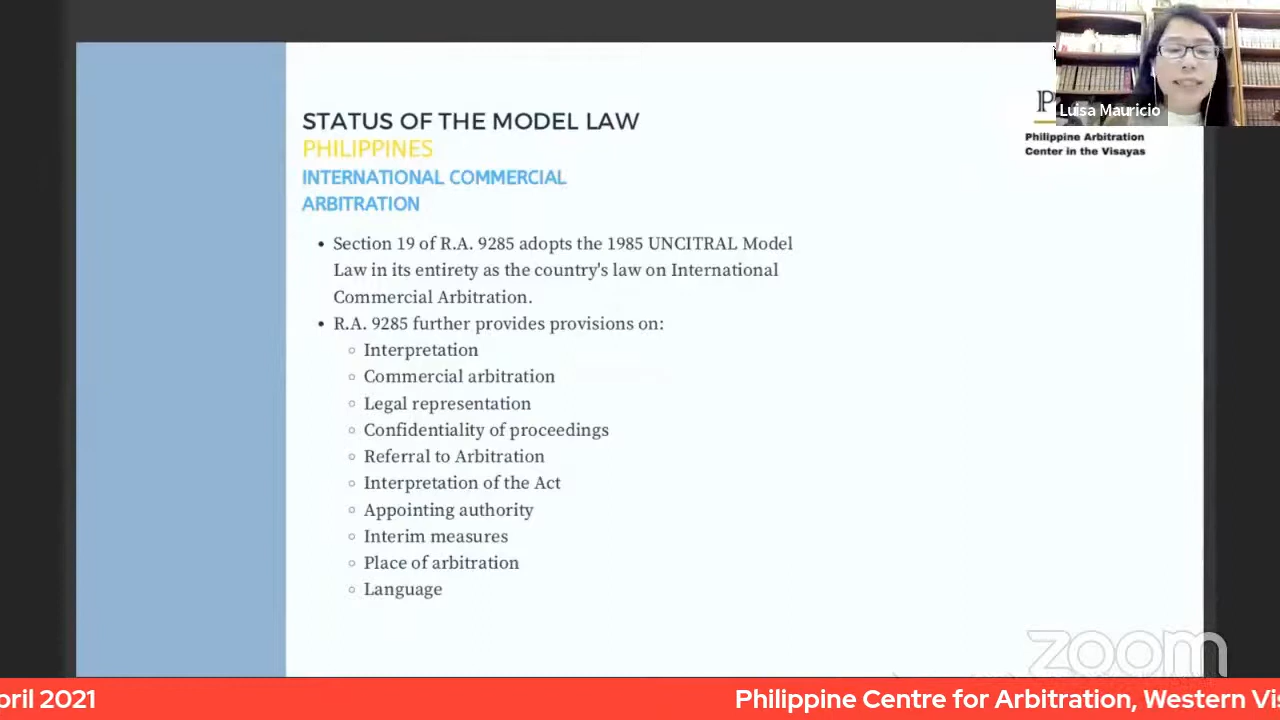 STATUS OF THE MODEL LAW
PHILIPPINES
INTERNATIONAL COMMERCIAL
ARBITRATION
• Section 19 of R.A. 9285 adopts the 1985 UNCITRAL Model
Law in its entirety as the country's law on International
Commercial Arbitration.
• R.A. 9285 further provides provisions on:
◦ Interpretation
◦ Commercial arbitration
◦ Legal representation
◦ Confidentiality of proceedings
◦ Referral to Arbitration
◦ Interpretation of the Act
◦ Appointing authority
◦ Interim measures
◦ Place of arbitration
◦ Language
Luisa Mauricio
Philippine Arbitration
Center in the Visayas
zoom
2021
Philippine Centre for Arbitration, Western